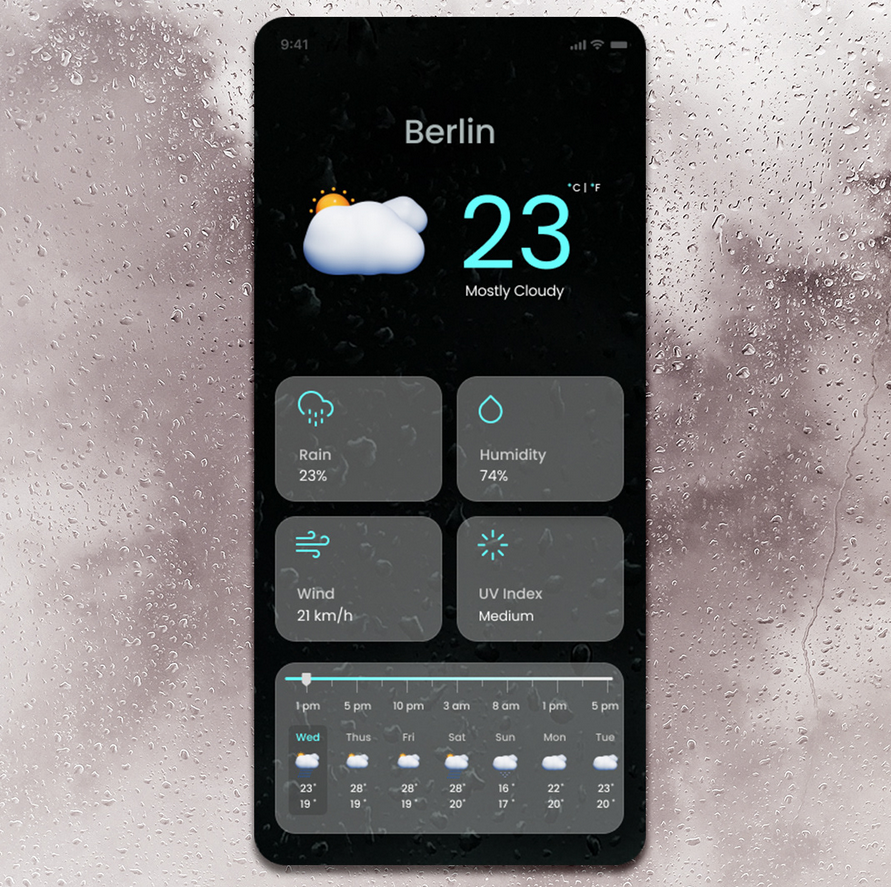 9:41
Berlin
°C | °F
23
Mostly Cloudy
Rain
23%
Humidity
74%
Wind
21 km/h
UV Index
Medium
1 pm 5 pm 10 pm 3 am 8 am 1 pm 5 pm
Wed Thus Fri Sat Sun Mon Tue
23° 28° 28° 28° 16° 22° 23°
19° 19° 19° 20° 17° 20° 20°